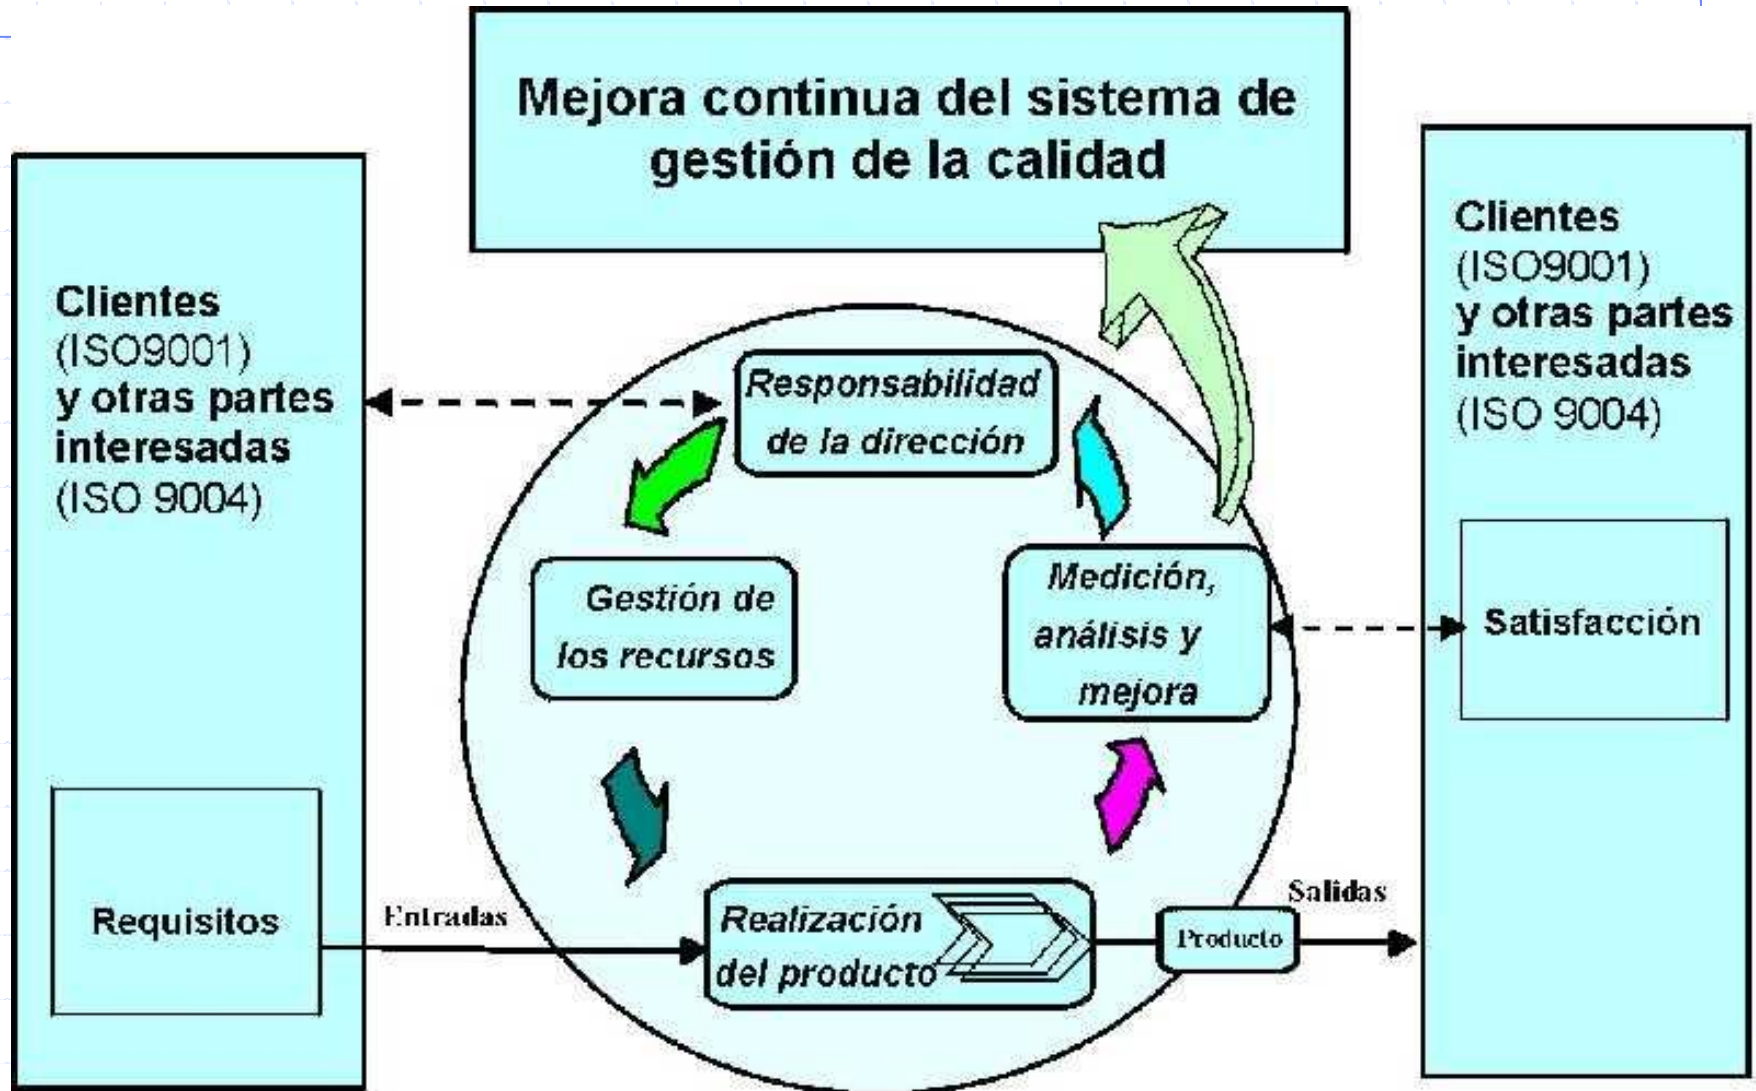 Mejora continua del sistema de
gestión de la calidad
Clientes
(ISO9001)
y otras partes
interesadas
(ISO 9004)
Requisitos
Entradas
Responsabilidad
de la dirección
Gestión de
los recursos
Medición,
análisis y
mejora
Realización
del producto
Producto
Salidas
Clientes
(ISO9001)
y otras partes
interesadas
(ISO 9004)
Satisfacción